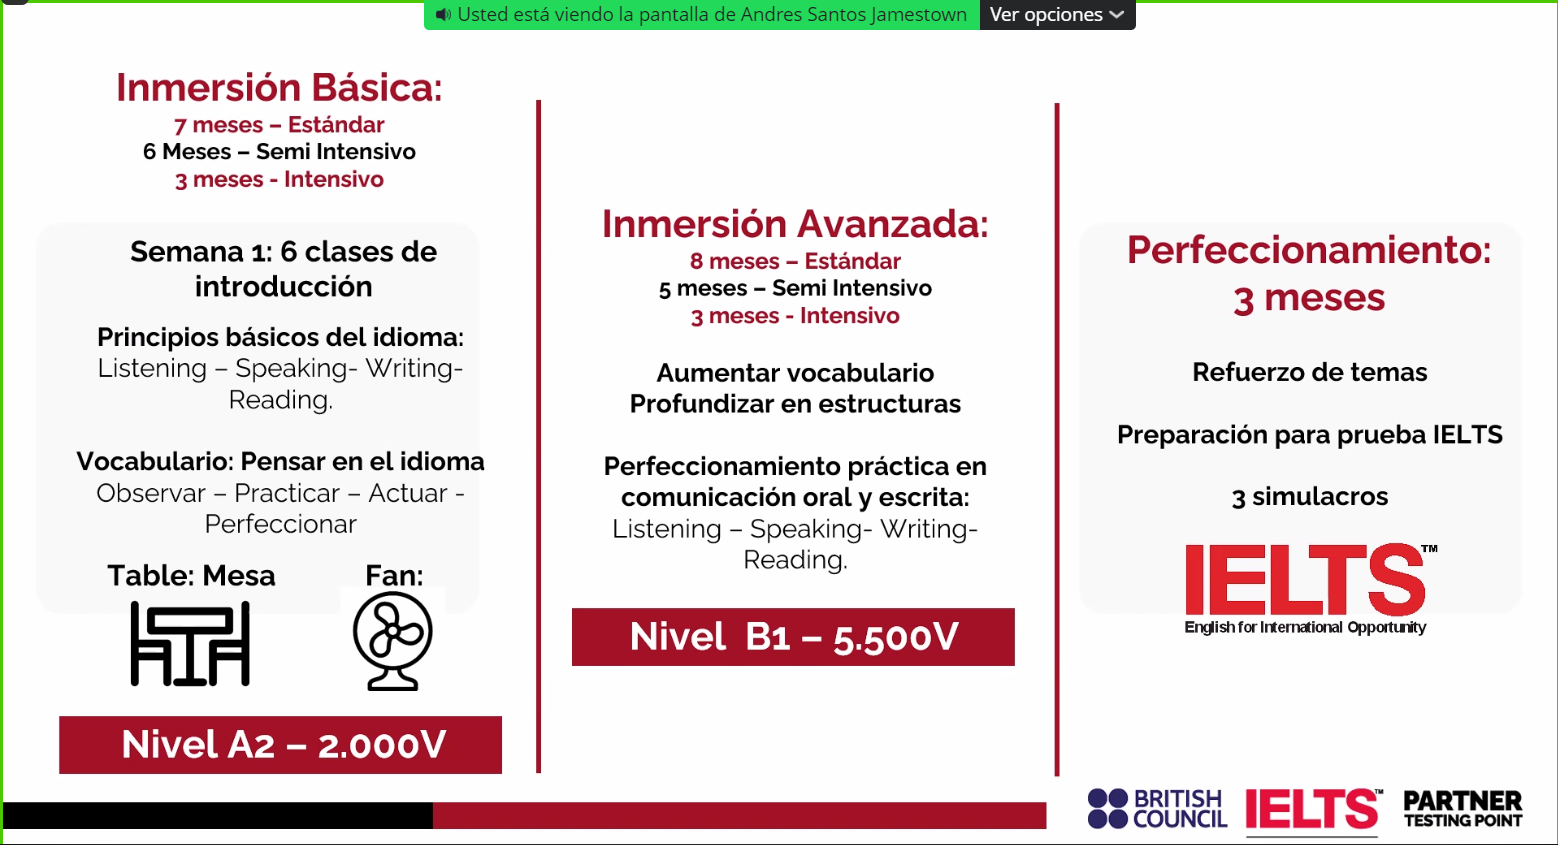 Usted está viendo la pantalla de Andres Santos Jamestown
Ver opciones
Inmersión Básica:
7 meses – Estándar
6 Meses – Semi Intensivo
3 meses - Intensivo
Semana 1: 6 clases de
introducción
Principios básicos del idioma:
Listening – Speaking- Writing-
Reading.
Vocabulario: Pensar en el idioma
Observar – Practicar – Actuar -
Perfeccionar
Table: Mesa
Fan:
Nivel A2 – 2.000V
Inmersión Avanzada:
8 meses – Estándar
5 meses – Semi Intensivo
3 meses - Intensivo
Aumentar vocabulario
Profundizar en estructuras
Perfeccionamiento práctica en
comunicación oral y escrita:
Listening – Speaking- Writing-
Reading.
Nivel  B1 – 5.500V
Perfeccionamiento:
3 meses
Refuerzo de temas
Preparación para prueba IELTS
3 simulacros
IELTS™
English for International Opportunity
BRITISH
COUNCIL
IELTS™
PARTNER
TESTING POINT